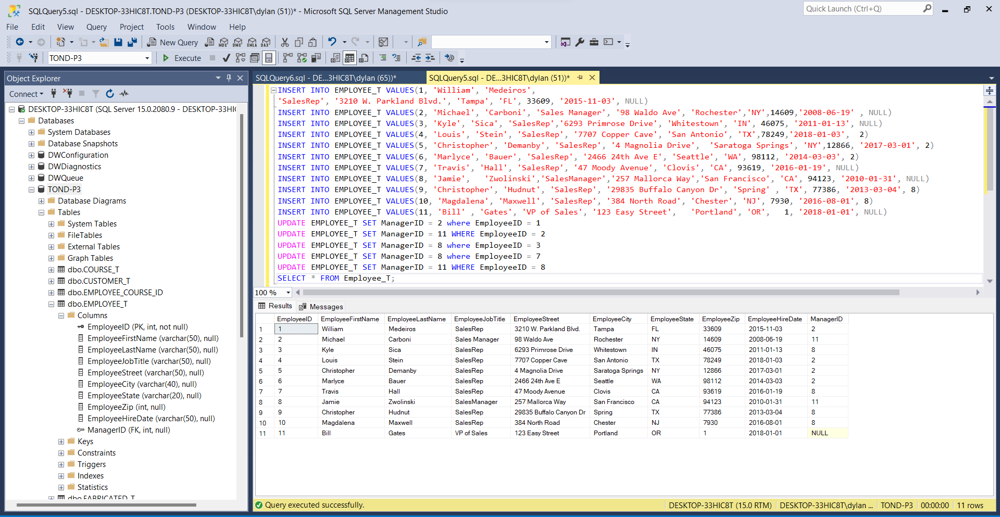 SQLQuery5.sql - DESKTOP-33HIC8T.TOND-P3 (DESKTOP-33HIC8T\dylan (51))* - Microsoft SQL Server Management Studio
Quick Launch (Ctrl+Q)
File Edit View Query Project Tools Window Help
New Query MDX DMX XMLA DAX
TOND-P3 Execute
Object Explorer
Connect
DESKTOP-33HIC8T (SQL Server 15.0.2080.9 - DESKTOP-33HI
Databases
System Databases
Database Snapshots
DWConfiguration
DWDiagnostics
DWQueue
TOND-P3
Database Diagrams
Tables
System Tables
FileTables
External Tables
Graph Tables
dbo.COURSE_T
dbo.CUSTOMER_T
dbo.EMPLOYEE_COURSE_ID
dbo.EMPLOYEE_T
Columns
EmployeeID (PK, int, not null)
EmployeeFirstName (varchar(50), null)
EmployeeLastName (varchar(50), null)
EmployeeJobTitle (varchar(50), null)
EmployeeStreet (varchar(50), null)
EmployeeCity (varchar(40), null)
EmployeeState (varchar(20), null)
EmployeeZip (int, null)
EmployeeHireDate (varchar(50), null)
ManagerID (FK, int, null)
Keys
Constraints
Triggers
Indexes
Statistics
dbo.FABRICATED_T
SQLQuery6.sql - DE...3HIC8T\dylan (65))* SQLQuery5.sql - DE...3HIC8T\dylan (51))*
INSERT INTO EMPLOYEE_T VALUES(1, 'William', 'Medeiros',
'SalesRep', '3210 W. Parkland Blvd.', 'Tampa', 'FL', 33609, '2015-11-03', NULL)
INSERT INTO EMPLOYEE_T VALUES(2, 'Michael', 'Carboni', 'Sales Manager', '98 Waldo Ave', 'Rochester','NY',14609,'2008-06-19' , NULL)
INSERT INTO EMPLOYEE_T VALUES(3, 'Kyle', 'Sica', 'SalesRep','6293 Primrose Drive', 'Whitestown', 'IN', 46075, '2011-01-13', NULL)
INSERT INTO EMPLOYEE_T VALUES(4, 'Louis', 'Stein', 'SalesRep', '7707 Copper Cave', 'San Antonio', 'TX',78249,'2018-01-03', 2)
INSERT INTO EMPLOYEE_T VALUES(5, 'Christopher', 'Demanby', 'SalesRep', '4 Magnolia Drive', 'Saratoga Springs', 'NY',12866, '2017-03-01', 2)
INSERT INTO EMPLOYEE_T VALUES(6, 'Marlyce', 'Bauer', 'SalesRep', '2466 24th Ave E', 'Seattle', 'WA', 98112, '2014-03-03', 2)
INSERT INTO EMPLOYEE_T VALUES(7, 'Travis', 'Hall', 'SalesRep', '47 Moody Avenue', 'Clovis', 'CA', 93619, '2016-01-19', NULL)
INSERT INTO EMPLOYEE_T VALUES(8, 'Jamie', 'Zwolinski','SalesManager','257 Mallorca Way','San Francisco', 'CA', 94123, '2010-01-31', NULL)
INSERT INTO EMPLOYEE_T VALUES(9, 'Christopher', 'Hudnut', 'SalesRep', '29835 Buffalo Canyon Dr', 'Spring' , 'TX', 77386, '2013-03-04', 8)
INSERT INTO EMPLOYEE_T VALUES(10, 'Magdalena', 'Maxwell', 'SalesRep', '384 North Road', 'Chester', 'NJ', 7930, '2016-08-01', 8)
INSERT INTO EMPLOYEE_T VALUES(11, 'Bill' , 'Gates', 'VP of Sales', '123 Easy Street', 'Portland', 'OR', 1, '2018-01-01', NULL)
UPDATE EMPLOYEE_T SET ManagerID = 2 where EmployeeID = 1
UPDATE EMPLOYEE_T SET ManagerID = 11 WHERE EmployeeID = 2
UPDATE EMPLOYEE_T SET ManagerID = 8 where EmployeeID = 3
UPDATE EMPLOYEE_T SET ManagerID = 8 where EmployeeID = 7
UPDATE EMPLOYEE_T SET ManagerID = 11 WHERE EmployeeID = 8
SELECT * FROM Employee_T;
100 %
Results Messages
EmployeeID EmployeeFirstName EmployeeLastName EmployeeJobTitle EmployeeStreet EmployeeCity EmployeeState EmployeeZip EmployeeHireDate ManagerID
1 1 William Medeiros SalesRep 3210 W. Parkland Blvd. Tampa FL 33609 2015-11-03 2
2 2 Michael Carboni Sales Manager 98 Waldo Ave Rochester NY 14609 2008-06-19 11
3 3 Kyle Sica SalesRep 6293 Primrose Drive Whitestown IN 46075 2011-01-13 8
4 4 Louis Stein SalesRep 7707 Copper Cave San Antonio TX 78249 2018-01-03 2
5 5 Christopher Demanby SalesRep 4 Magnolia Drive Saratoga Springs NY 12866 2017-03-01 2
6 6 Marlyce Bauer SalesRep 2466 24th Ave E Seattle WA 98112 2014-03-03 2
7 7 Travis Hall SalesRep 47 Moody Avenue Clovis CA 93619 2016-01-19 8
8 8 Jamie Zwolinski SalesManager 257 Mallorca Way San Francisco CA 94123 2010-01-31 11
9 9 Christopher Hudnut SalesRep 29835 Buffalo Canyon Dr Spring TX 77386 2013-03-04 8
10 10 Magdalena Maxwell SalesRep 384 North Road Chester NJ 7930 2016-08-01 8
11 11 Bill Gates VP of Sales 123 Easy Street Portland OR 1 2018-01-01 NULL
Query executed successfully. DESKTOP-33HIC8T (15.0 RTM) DESKTOP-33HIC8T\dylan ... TOND-P3 00:00:00 11 rows